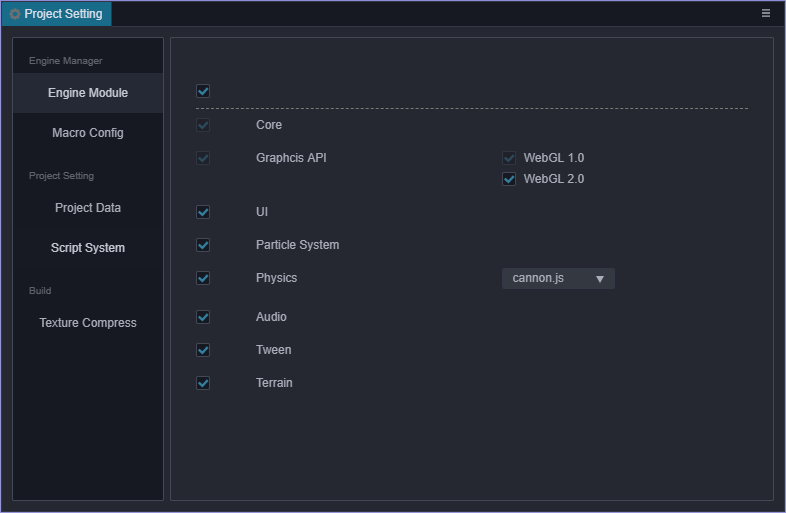 Project Setting
Engine Manager
Engine Module
Macro Config
Project Setting
Project Data
Script System
Build
Texture Compress
Core
Graphcis API
WebGL 1.0
WebGL 2.0
UI
Particle System
Physics
cannon.js
Audio
Tween
Terrain